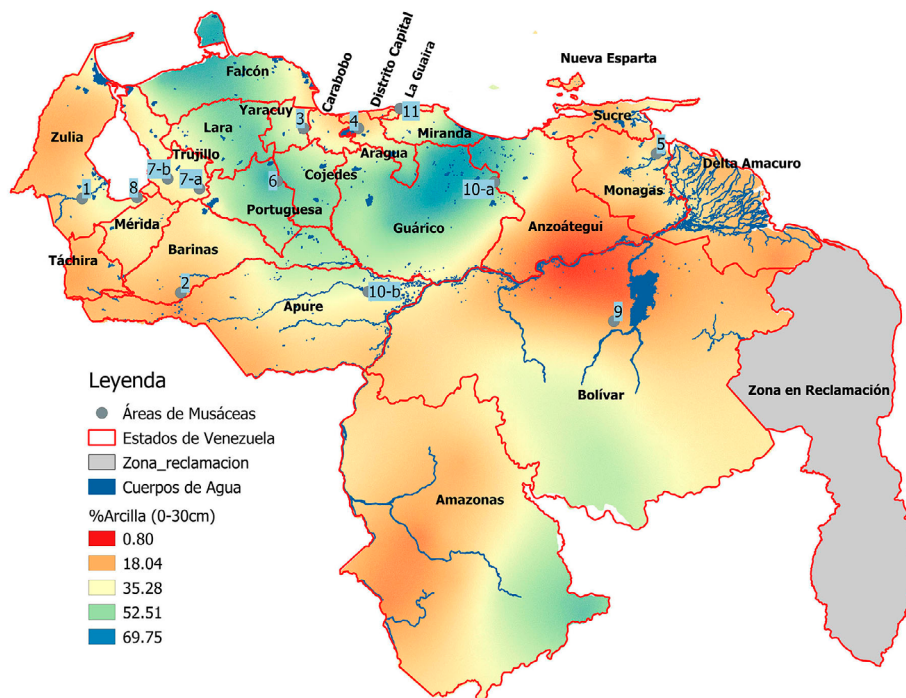 Nueva Esparta
Distrito Capital
La Guaira
Carabobo
Falcón
Yaracuy
3
4
11
Sucre
Lara
Miranda
Zulia
5
Trujillo
Aragua
Delta Amacuro
7-b
7-a
6
Cojedes
10-a
Monagas
1
8
Mérida
Portuguesa
Guárico
Anzoátegui
Barinas
Táchira
2
Apure
10-b
9
Bolívar
Zona en Reclamación
Amazonas
Leyenda
Áreas de Musáceas
Estados de Venezuela
Zona_reclamacion
Cuerpos de Agua
%Arcilla (0-30cm)
0.80
18.04
35.28
52.51
69.75